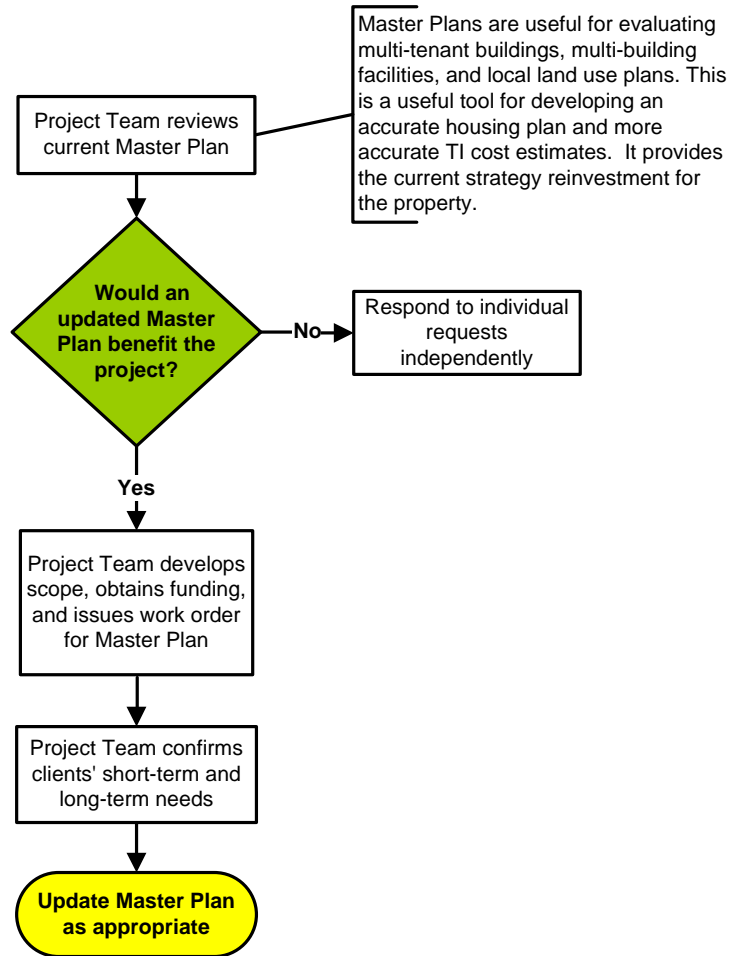 Master Plans are useful for evaluating
multi-tenant buildings, multi-building
facilities, and local land use plans. This
is a useful tool for developing an
accurate housing plan and more
accurate TI cost estimates.  It provides
the current strategy reinvestment for
the property.
Project Team reviews
current Master Plan
Would an
updated Master
Plan benefit the
project?
No
Respond to individual
requests
independently
Yes
Project Team develops
scope, obtains funding,
and issues work order
for Master Plan
Project Team confirms
clients' short-term and
long-term needs
Update Master Plan
as appropriate